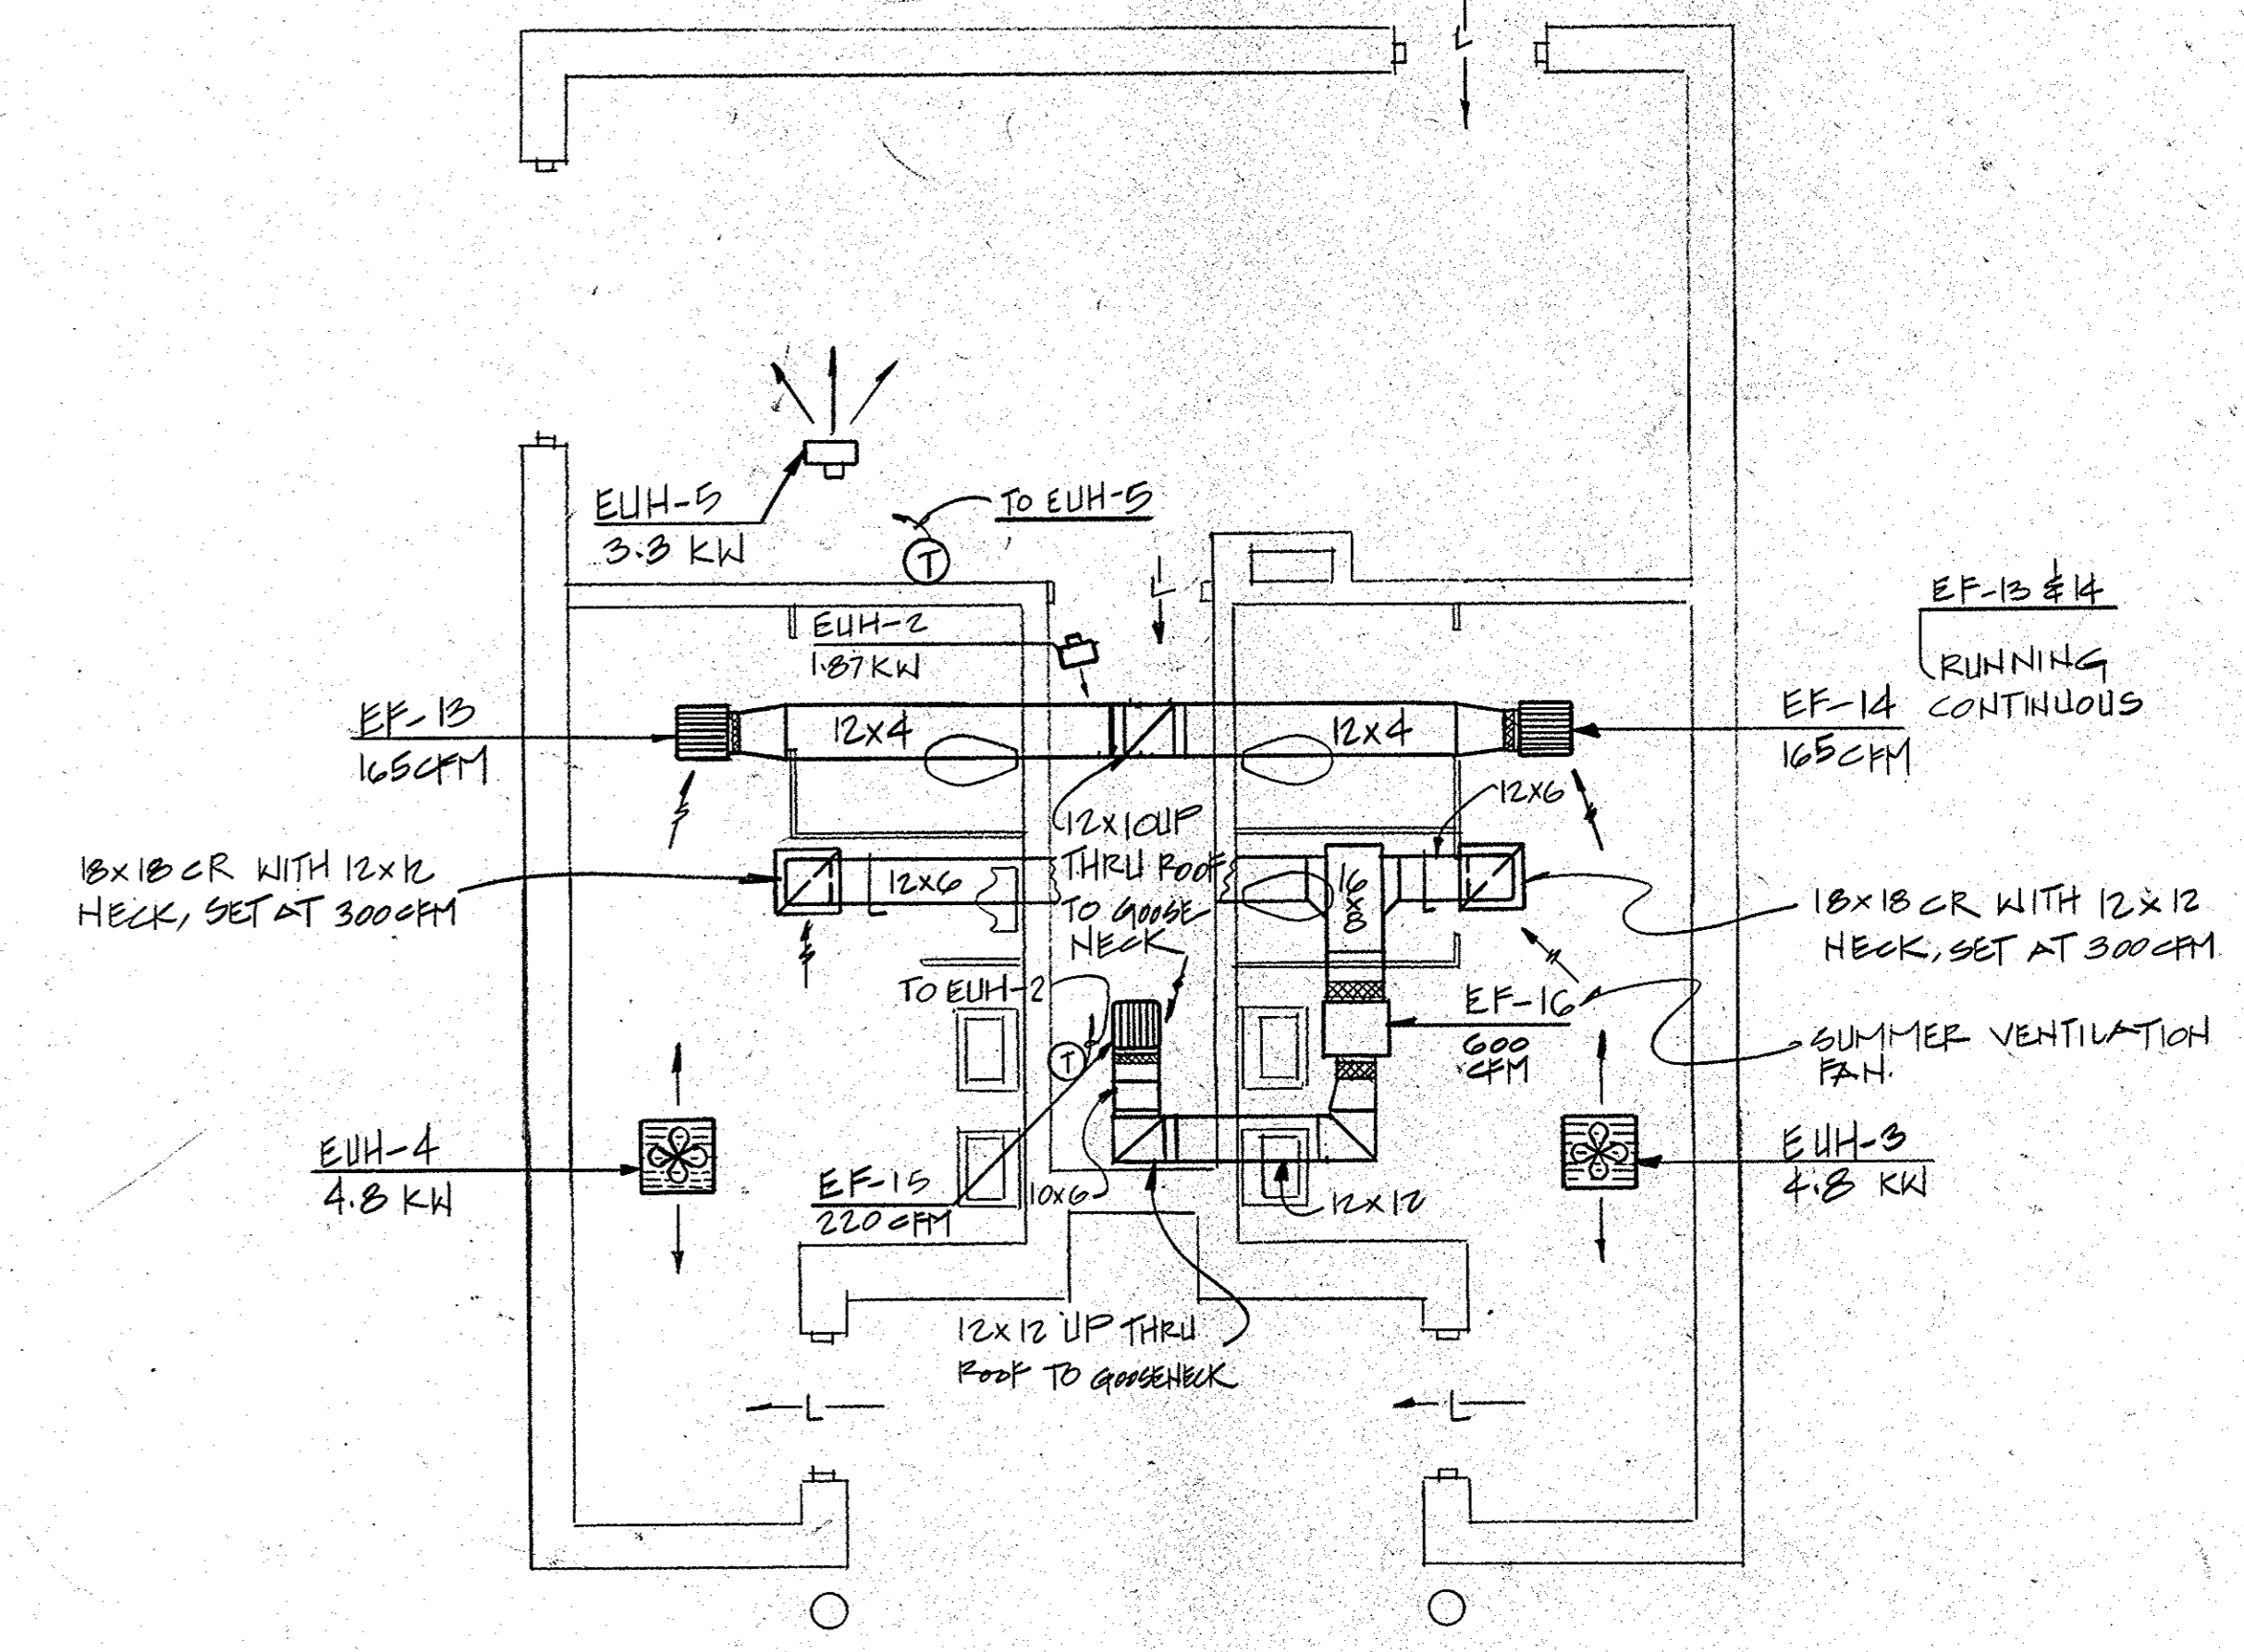 L
EUH-5
3.3 KW
TO EUH-5
T
L
EUH-2
1.87 KW
EF-13 & 14
RUNNING
CONTINUOUS
EF-13
165 CFM
12x4
12x4
EF-14
165 CFM
12x6
12x10 UP
THRU ROOF
TO GOOSE-
NECK
18x18 CR WITH 12x12
NECK, SET AT 300 CFM
12x6
16
x
8
18x18 CR WITH 12x12
NECK, SET AT 300 CFM
TO EUH-2
T
EF-16
600
CFM
SUMMER VENTILATION
FAN.
EUH-4
4.8 KW
EF-15
220 CFM
10x6
12x12
EUH-3
4.8 KW
12x12 UP THRU
ROOF TO GOOSENECK
L
L